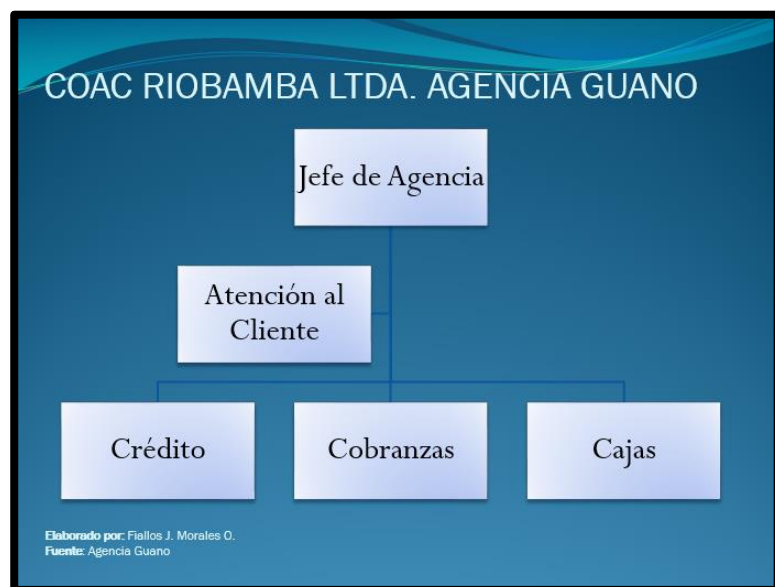 COAC RIOBAMBA LTDA. AGENCIA GUANO
Jefe de Agencia
Atención al
Cliente
Crédito
Cobranzas
Cajas
Elaborado por: Fiallos J. Morales O.
Fuente: Agencia Guano